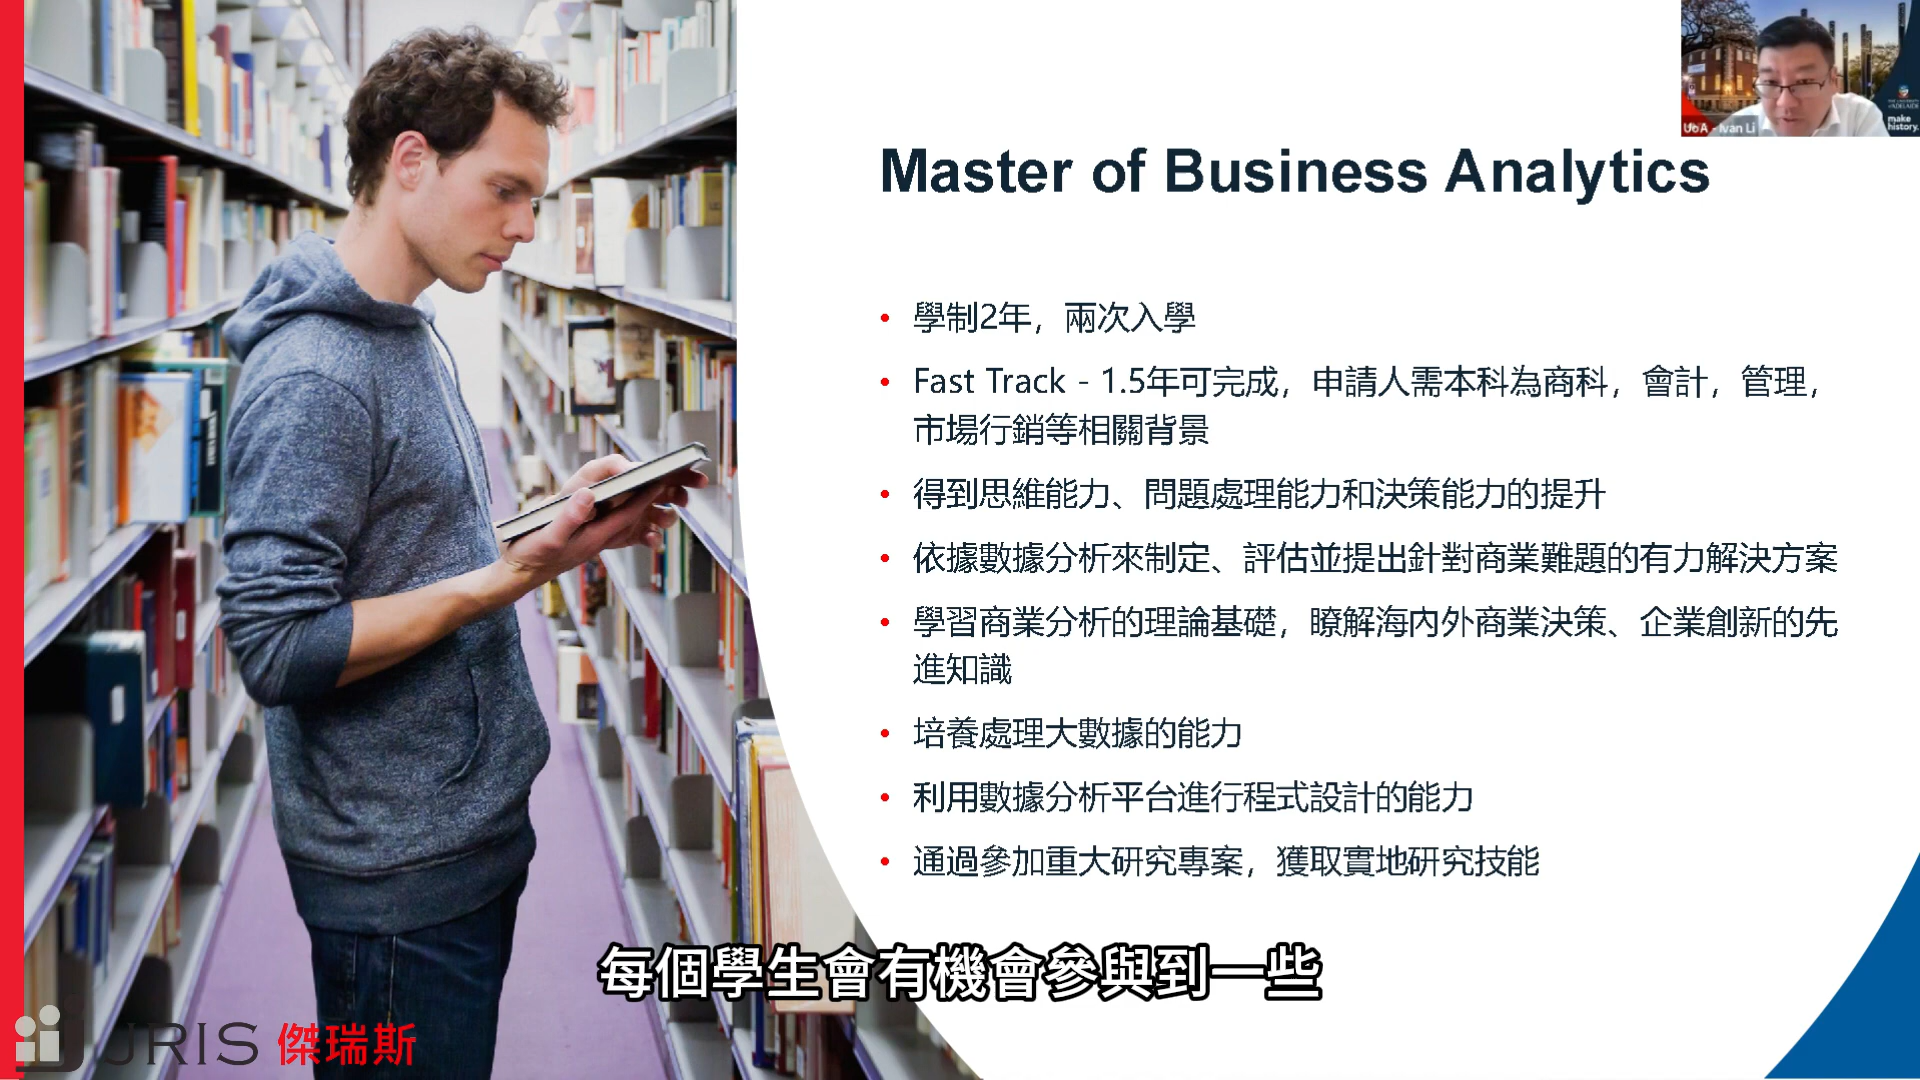 Master of Business Analytics
UoA - Ivan Li
make
history.
學制2年，兩次入學
Fast Track - 1.5年可完成，申請人需本科為商科，會計，管理，
市場行銷等相關背景
得到思維能力、問題處理能力和決策能力的提升
依據數據分析來制定、評估並提出針對商業難題的有力解決方案
學習商業分析的理論基礎，瞭解海內外商業決策、企業創新的先
進知識
培養處理大數據的能力
利用數據分析平台進行程式設計的能力
通過參加重大研究專案，獲取實地研究技能
每個學生會有機會參與到一些
JRIS 傑瑞斯